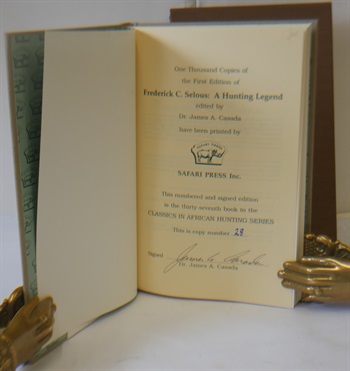 One Thousand Copies of
the First Edition of
Frederick C. Selous: A Hunting Legend
edited by
Dr. James A. Casada
have been printed by
SAFARI PRESS Inc.
This numbered and signed edition
is the thirty seventh book in the
CLASSICS IN AFRICAN HUNTING SERIES
This is copy number 28
Signed
Dr. James A. Casada